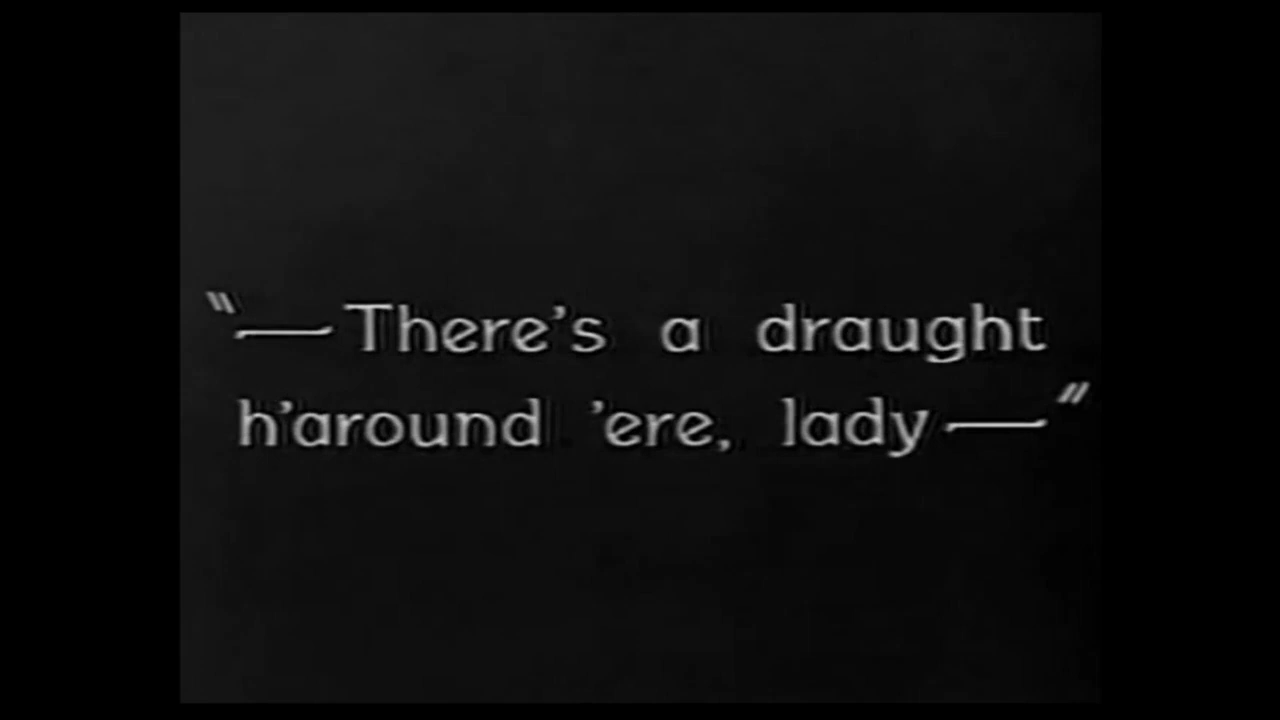 "—There's a draught
h'around 'ere, lady—"